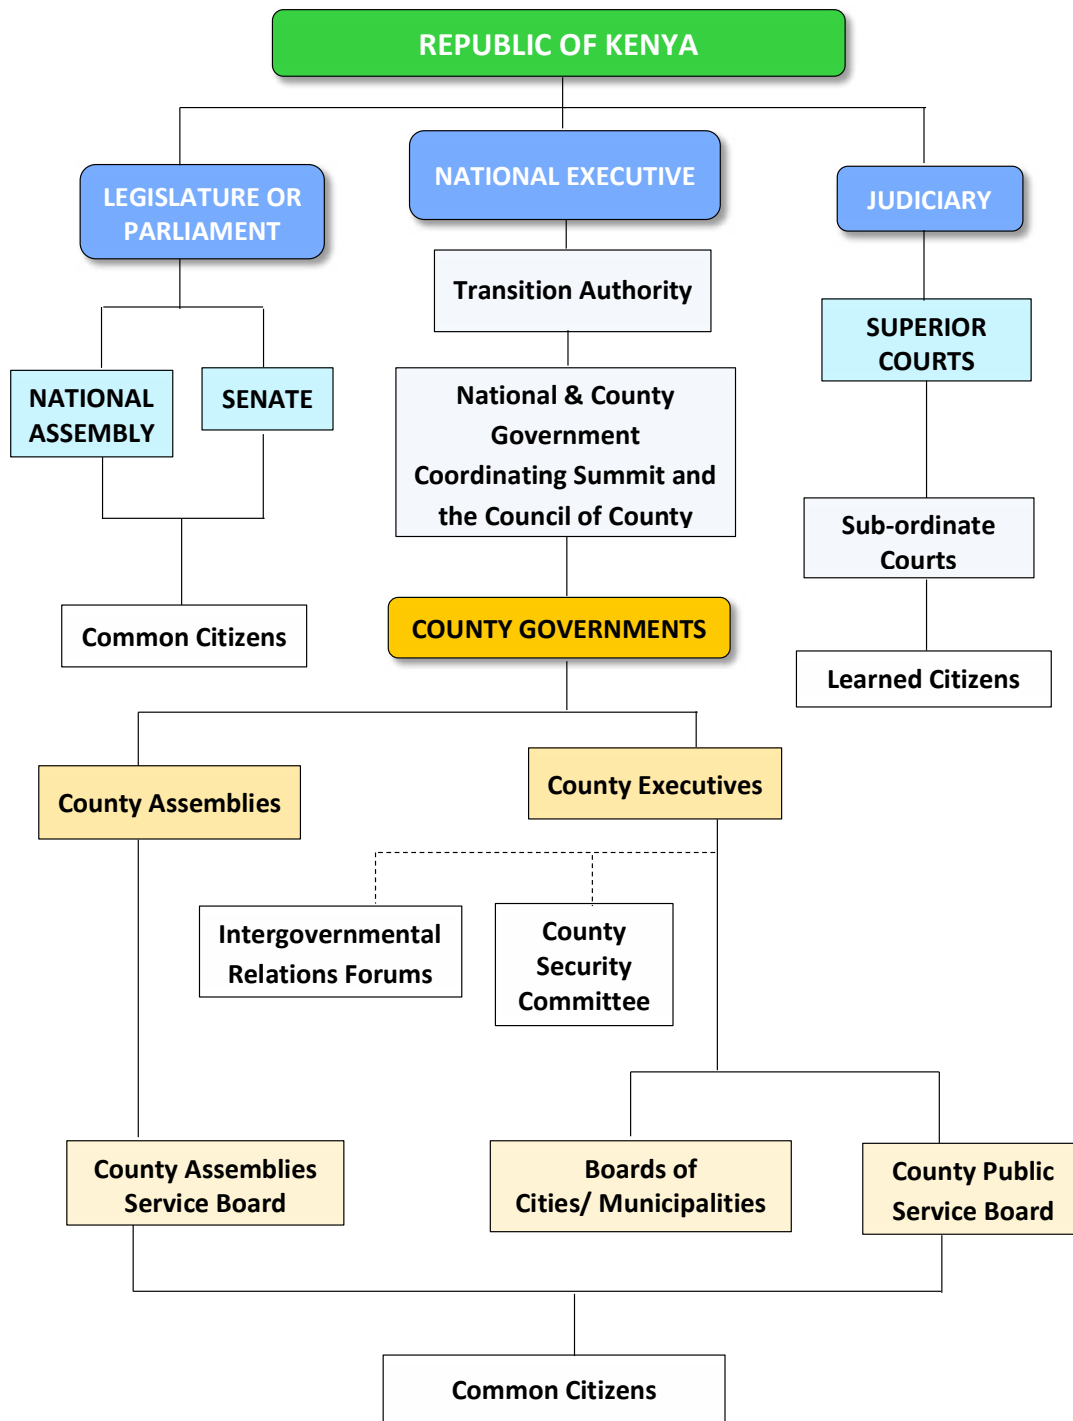 REPUBLIC OF KENYA
LEGISLATURE OR
PARLIAMENT
NATIONAL EXECUTIVE
JUDICIARY
Transition Authority
SUPERIOR
COURTS
NATIONAL
ASSEMBLY
SENATE
National & County
Government
Coordinating Summit and
the Council of County
Sub-ordinate
Courts
Common Citizens
COUNTY GOVERNMENTS
Learned Citizens
County Assemblies
County Executives
Intergovernmental
Relations Forums
County
Security
Committee
County Assemblies
Service Board
Boards of
Cities/ Municipalities
County Public
Service Board
Common Citizens